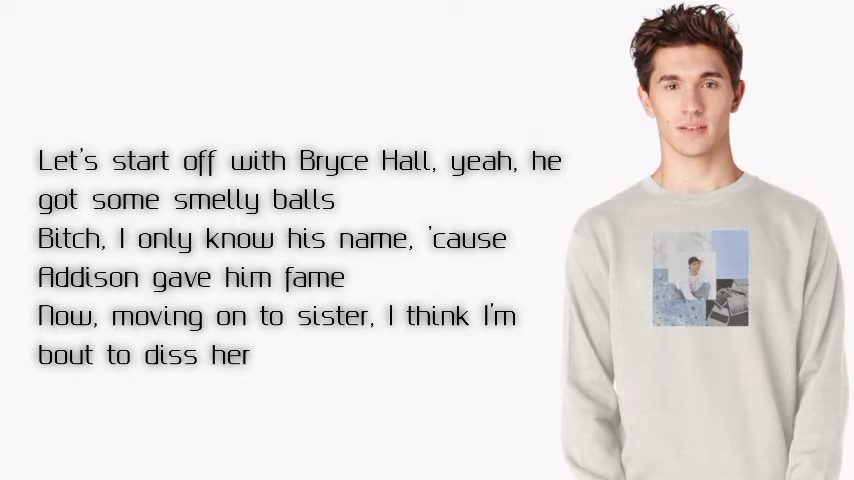 Let's start off with Bryce Hall, yeah, he
got some smelly balls
Bitch, I only know his name, 'cause
Addison gave him fame
Now, moving on to sister, I think I'm
bout to diss her